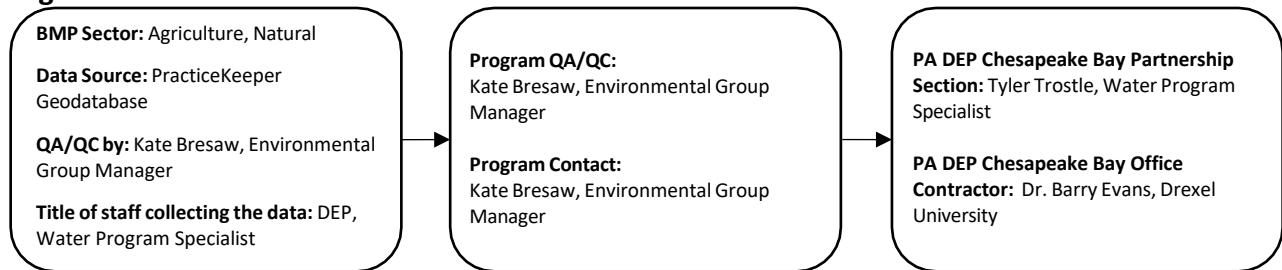 BMP Sector: Agriculture, Natural
Data Source: PracticeKeeper
Geodatabase
QA/QC by: Kate Bresaw, Environmental
Group Manager
Title of staff collecting the data: DEP,
Water Program Specialist
Program QA/QC:
Kate Bresaw, Environmental Group
Manager
Program Contact:
Kate Bresaw, Environmental Group
Manager
PA DEP Chesapeake Bay Partnership
Section: Tyler Trostle, Water Program
Specialist
PA DEP Chesapeake Bay Office
Contractor: Dr. Barry Evans, Drexel
University